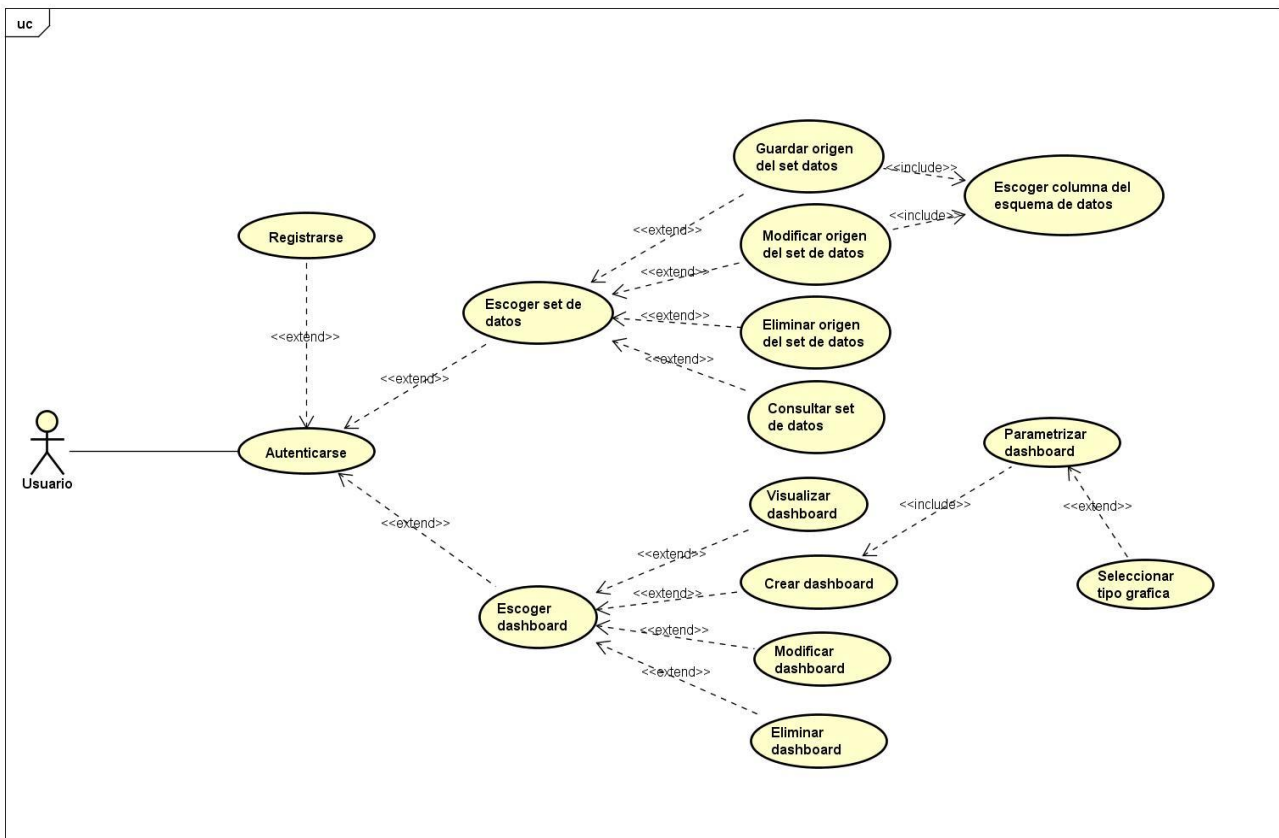 uc
Guardar origen
del set datos
<<include>>
Escoger columna del
esquema de datos
<<include>>
<<extend>>
Registrarse
Modificar origen
del set de datos
<<extend>>
Escoger set de
datos
<<extend>>
Eliminar origen
del set de datos
<<extend>>
<<extend>>
<<extend>>
Consultar set
de datos
Usuario
Autenticarse
Parametrizar
dashboard
Visualizar
dashboard
<<include>>
<<extend>>
<<extend>>
<<extend>>
Crear dashboard
Seleccionar
tipo grafica
<<extend>>
Escoger
dashboard
<<extend>>
Modificar
dashboard
<<extend>>
Eliminar
dashboard